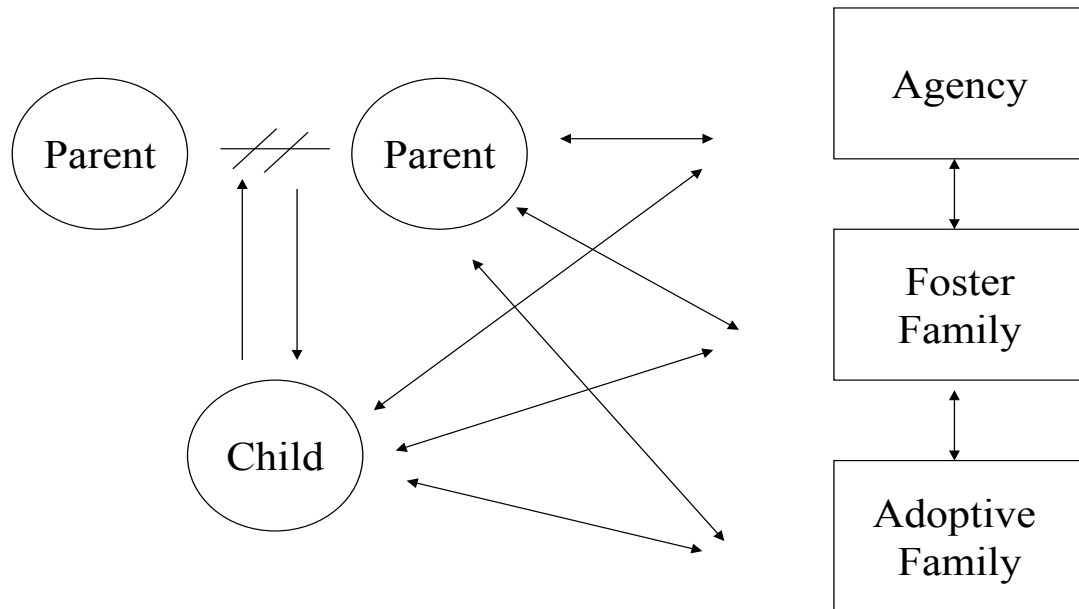 Agency
Parent
Parent
Foster
Family
Child
Adoptive
Family